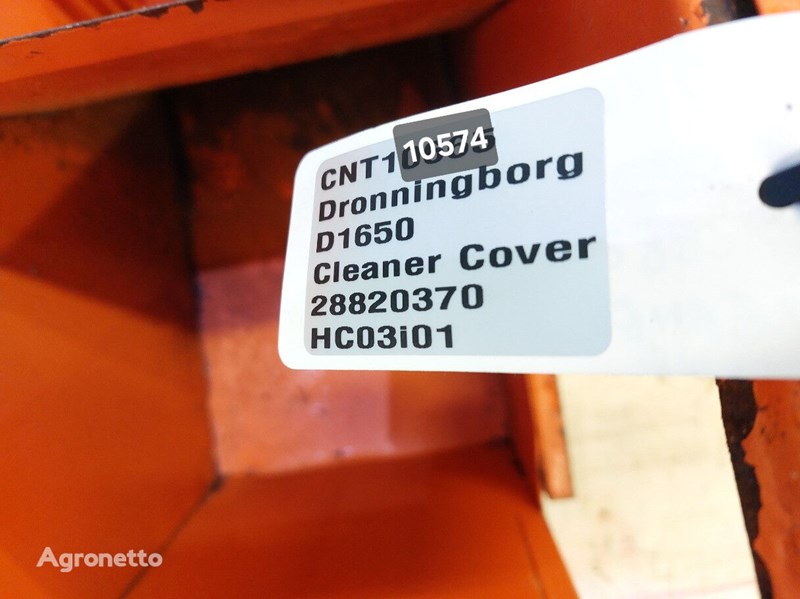 10574
Dronningborg
D1650
Cleaner Cover
28820370
HC03i01
Agronetto